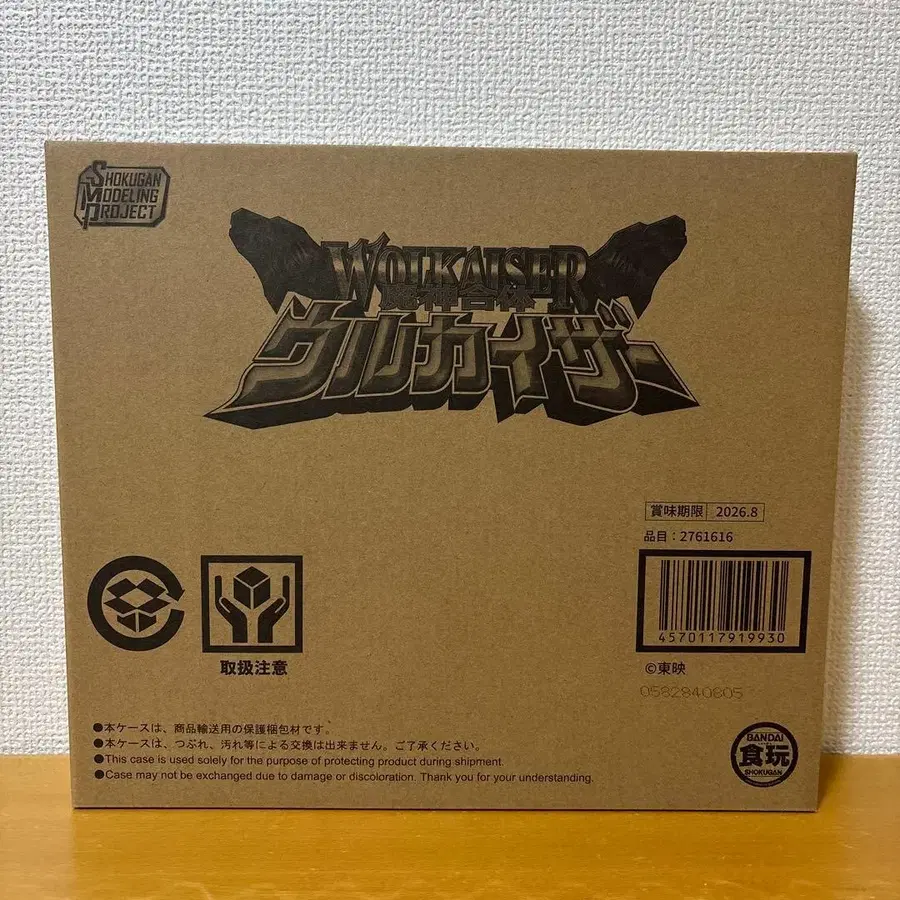 SHOKUGAN
MODELING
PROJECT
WOLKAISER
魔神合体
ウルカイザー
賞味期限 2026.8
品目：2761616
4570117919930
©東映
0582840805
取扱注意
●本ケースは、商品輸送用の保護梱包材です。
●本ケースは、つぶれ、汚れ等による交換は出来ません。ご了承ください。
●This case is used solely for the purpose of protecting product during shipment.
●Case may not be exchanged due to damage or discoloration. Thank you for your understanding.
BANDAI
食玩
SHOKUGAN